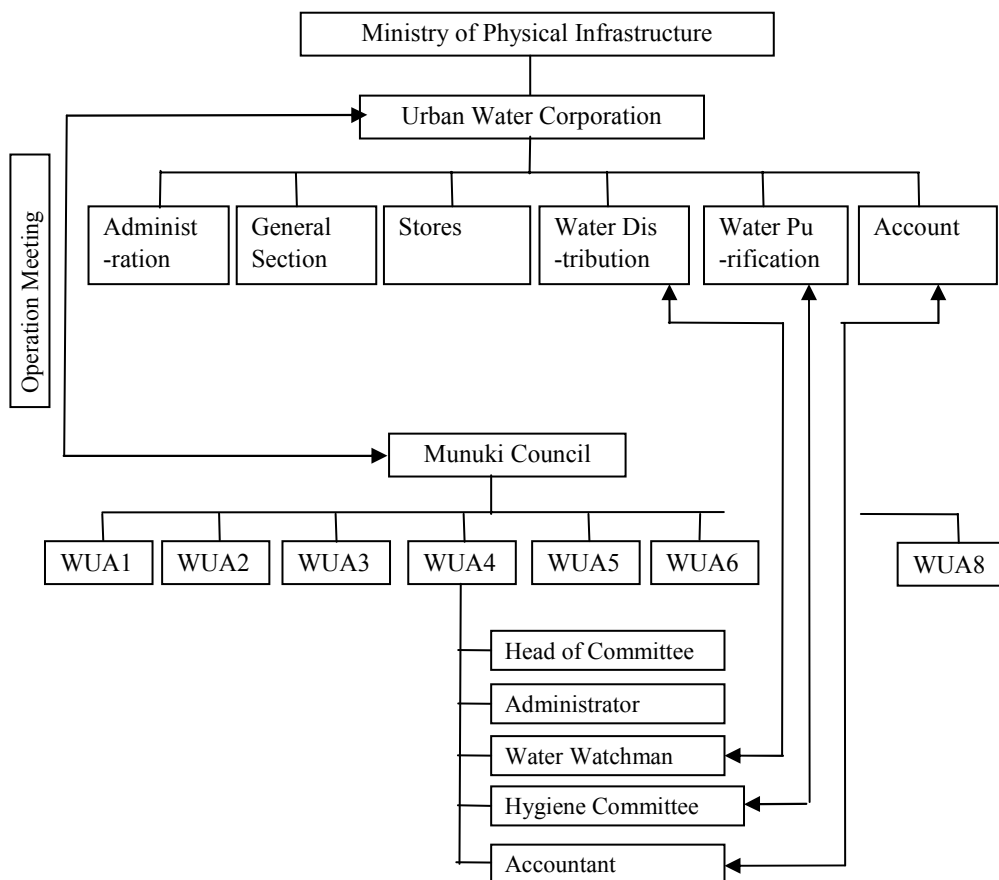 Ministry of Physical Infrastructure
Urban Water Corporation
Operation Meeting
Administ
-ration
General
Section
Stores
Water Dis
-tribution
Water Pu
-rification
Account
Munuki Council
WUA1
WUA2
WUA3
WUA4
WUA5
WUA6
WUA8
Head of Committee
Administrator
Water Watchman
Hygiene Committee
Accountant